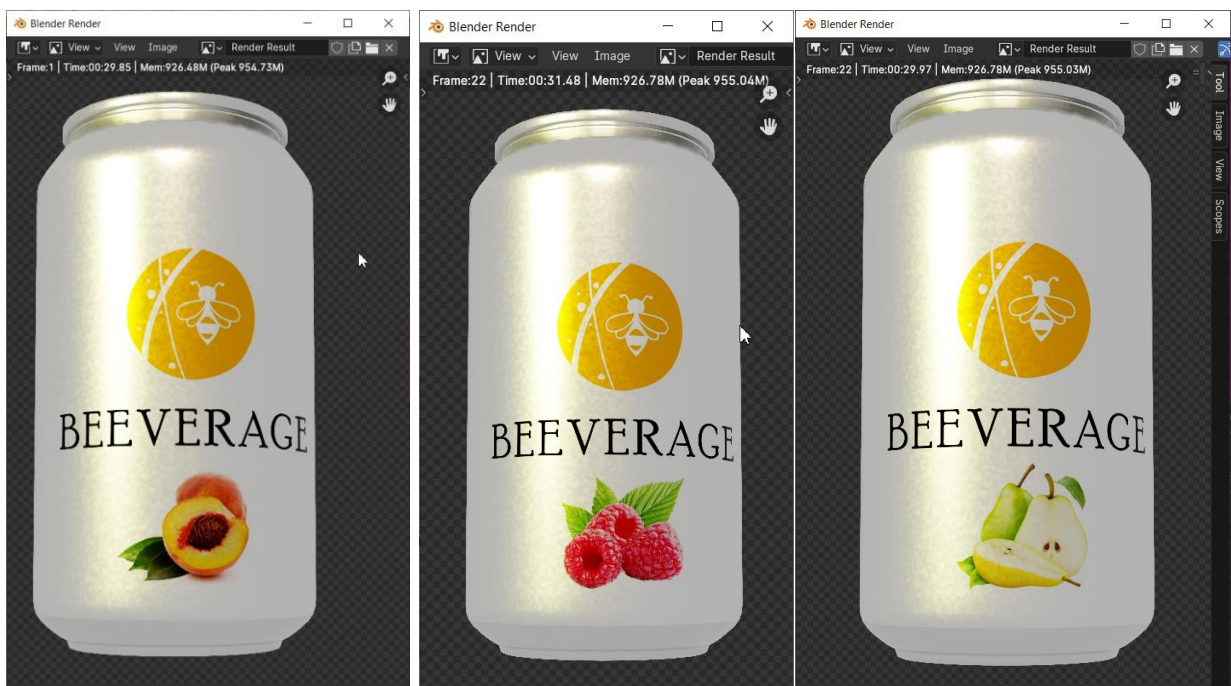 Blender Render
View View Image Render Result
Frame:1 | Time:00:29.85 | Mem:926.48M (Peak 954.73M)
BEEVERAGE
Blender Render
View View Image Render Result
Frame:22 | Time:00:31.48 | Mem:926.78M (Peak 955.04M)
BEEVERAGE
Blender Render
View View Image Render Result
Frame:22 | Time:00:29.97 | Mem:926.78M (Peak 955.03M)
BEEVERAGE
Tool
Image
View
Scopes